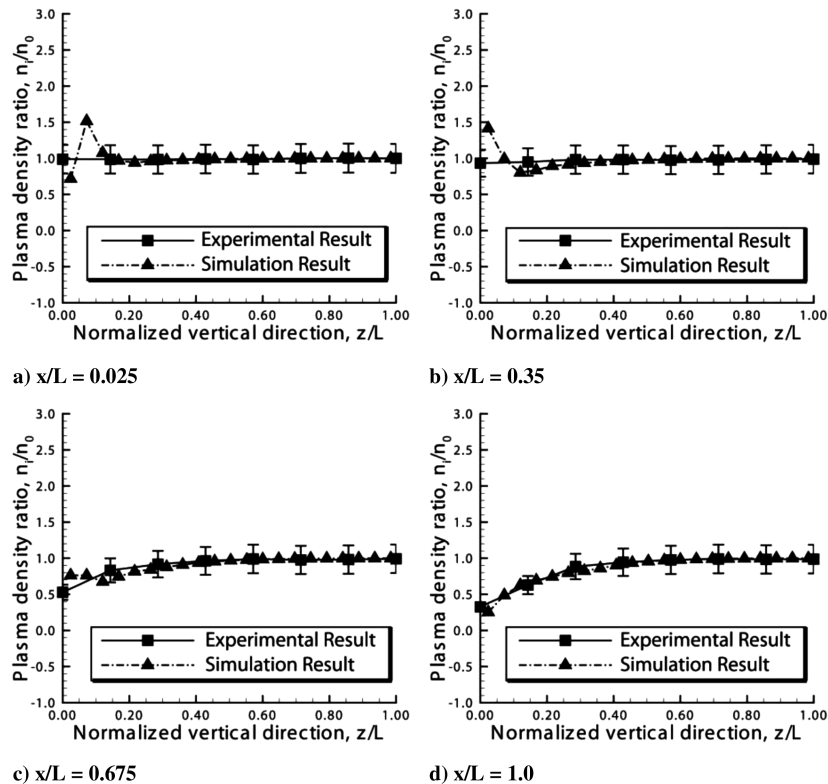 Plasma density ratio, ni/n0
3.0
2.5
2.0
1.5
1.0
0.5
0.0
-0.5
-1.0
Experimental Result
Simulation Result
0.00 0.20 0.40 0.60 0.80 1.00
Normalized vertical direction, z/L
a) x/L = 0.025
Plasma density ratio, ni/n0
3.0
2.5
2.0
1.5
1.0
0.5
0.0
-0.5
-1.0
Experimental Result
Simulation Result
0.00 0.20 0.40 0.60 0.80 1.00
Normalized vertical direction, z/L
b) x/L = 0.35
Plasma density ratio, ni/n0
3.0
2.5
2.0
1.5
1.0
0.5
0.0
-0.5
-1.0
Experimental Result
Simulation Result
0.00 0.20 0.40 0.60 0.80 1.00
Normalized vertical direction, z/L
c) x/L = 0.675
Plasma density ratio, ni/n0
3.0
2.5
2.0
1.5
1.0
0.5
0.0
-0.5
-1.0
Experimental Result
Simulation Result
0.00 0.20 0.40 0.60 0.80 1.00
Normalized vertical direction, z/L
d) x/L = 1.0